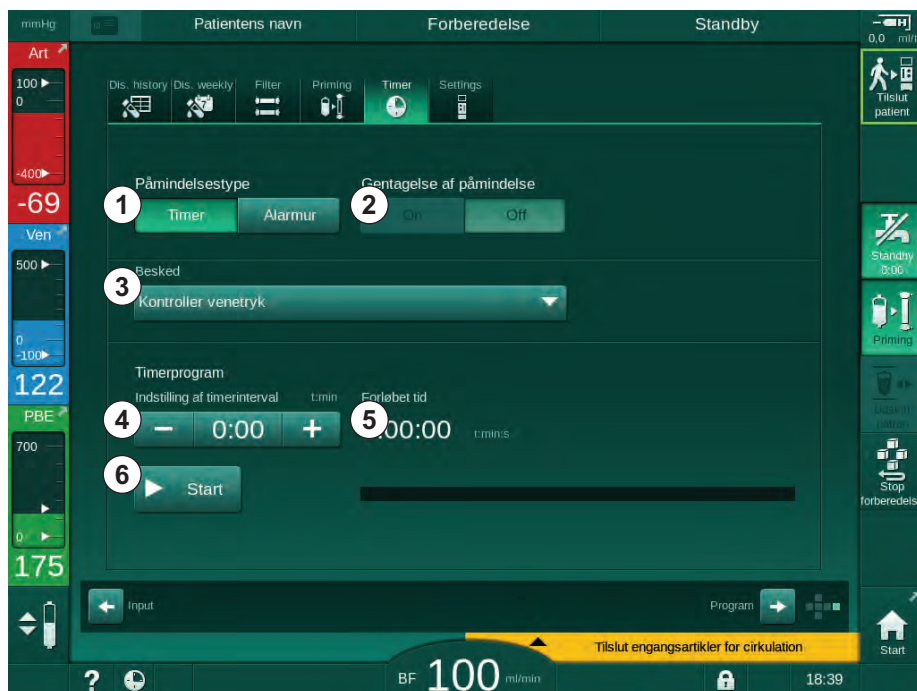 mmHg
Patientens navn
Forberedelse
Standby
0,0 ml/
Art
100
0
-400
-69
Ven
500
0
-100
122
PBE
700
0
175
Dis. history
Dis. weekly
Filter
Priming
Timer
Settings
Påmindelsestype
Gentagelse af påmindelse
1
Timer
Alarmur
2
On
Off
Besked
3
Kontroller venetryk
Timerprogram
Indstilling af timerinterval t:min
Forløbet tid
4
0:00
5
:00:00 t:min:s
6
Start
Input
Program
Tilslut engangsartikler for cirkulation
BF 100 ml/min
18:39
Tilslut
patient
Standby
0:00
Priming
Stop
forberedels
Start
?